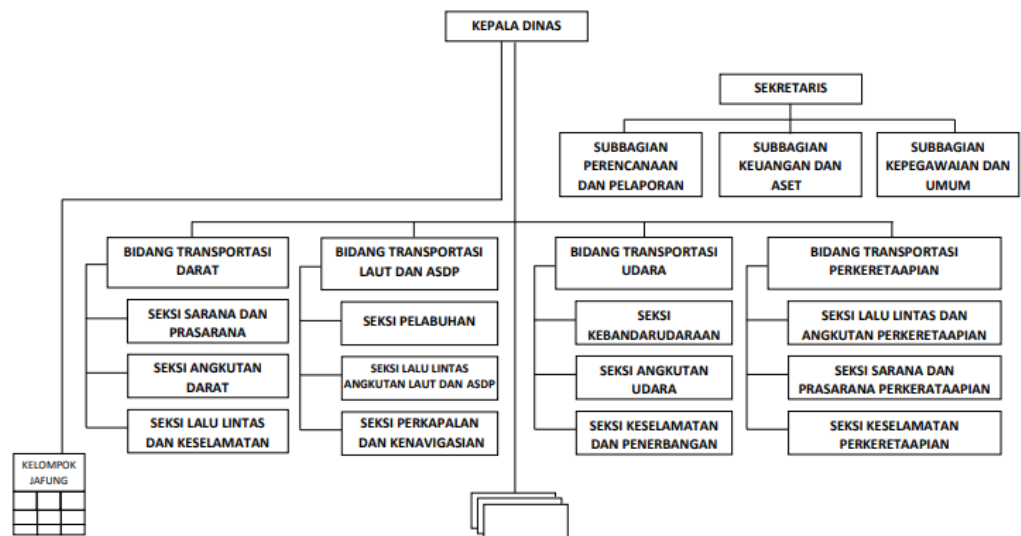 KEPALA DINAS
SEKRETARIS
SUBBAGIAN
PERENCANAAN
DAN PELAPORAN
SUBBAGIAN
KEUANGAN DAN
ASET
SUBBAGIAN
KEPEGAWAIAN DAN
UMUM
BIDANG TRANSPORTASI
DARAT
SEKSI SARANA DAN
PRASARANA
SEKSI ANGKUTAN
DARAT
SEKSI LALU LINTAS
DAN KESELAMATAN
BIDANG TRANSPORTASI
LAUT DAN ASDP
SEKSI PELABUHAN
SEKSI LALU LINTAS
ANGKUTAN LAUT DAN ASDP
SEKSI PERKAPALAN
DAN KENAVIGASIAN
BIDANG TRANSPORTASI
UDARA
SEKSI
KEBANDARUDARAAN
SEKSI ANGKUTAN
UDARA
SEKSI KESELAMATAN
DAN PENERBANGAN
BIDANG TRANSPORTASI
PERKERETAAPIAN
SEKSI LALU LINTAS DAN
ANGKUTAN PERKERETAAPIAN
SEKSI SARANA DAN
PRASARANA PERKERATAAPIAN
SEKSI KESELAMATAN
PERKERETAAPIAN
KELOMPOK
JAFUNG